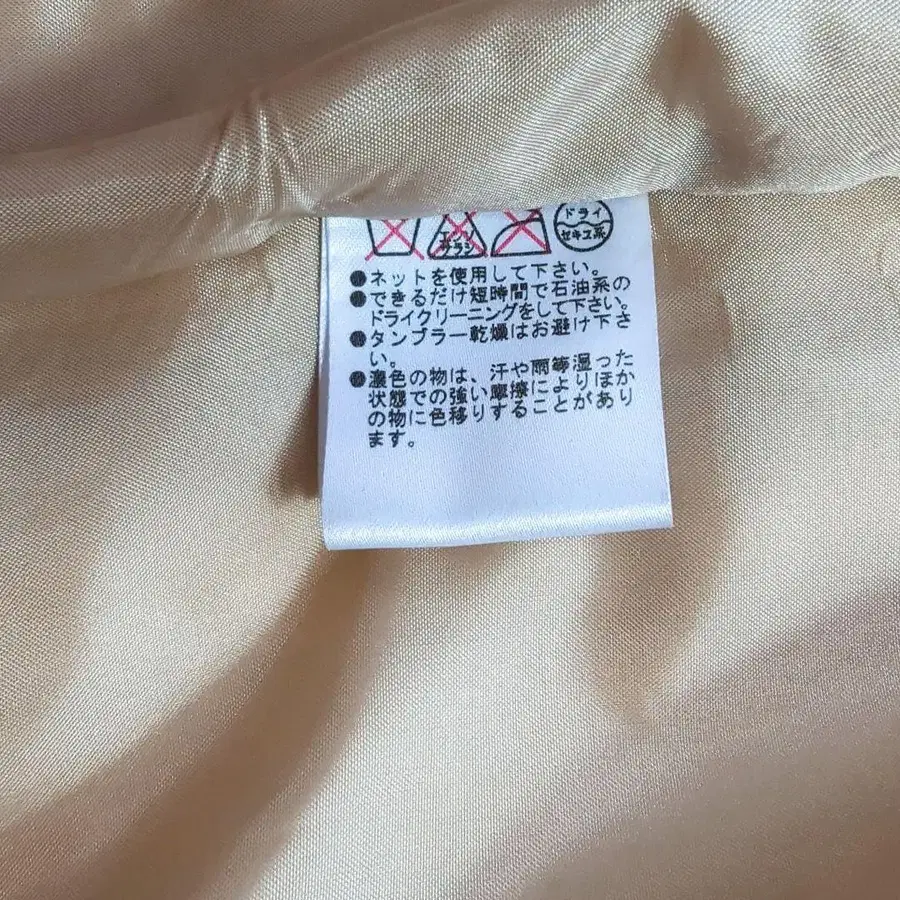 エンソ
サラシ
ドライ
セキユ系
●ネットを使用して下さい。
●できるだけ短時間で石油系の
ドライクリーニングをして下さい。
●タンブラー乾燥はお避け下さ
い。
●濃色の物は、汗や雨等湿った
状態での強い摩擦によりほか
の物に色移りすることがあり
ます。